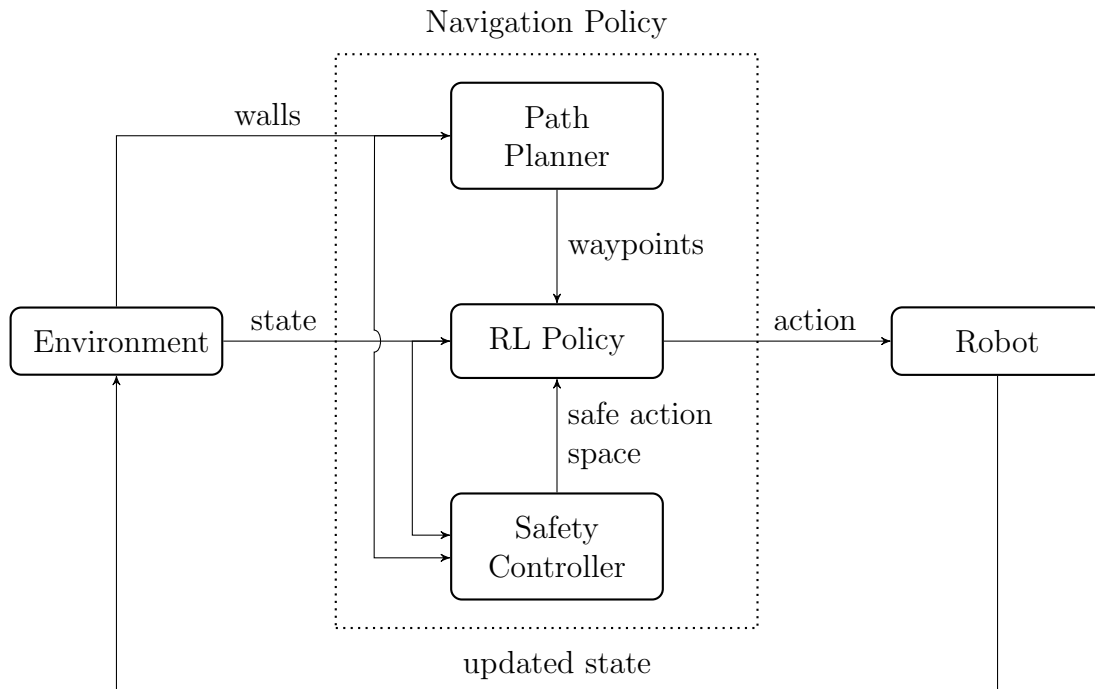 Navigation Policy
walls
Path
Planner
waypoints
Environment
state
RL Policy
action
Robot
safe action
space
Safety
Controller
updated state